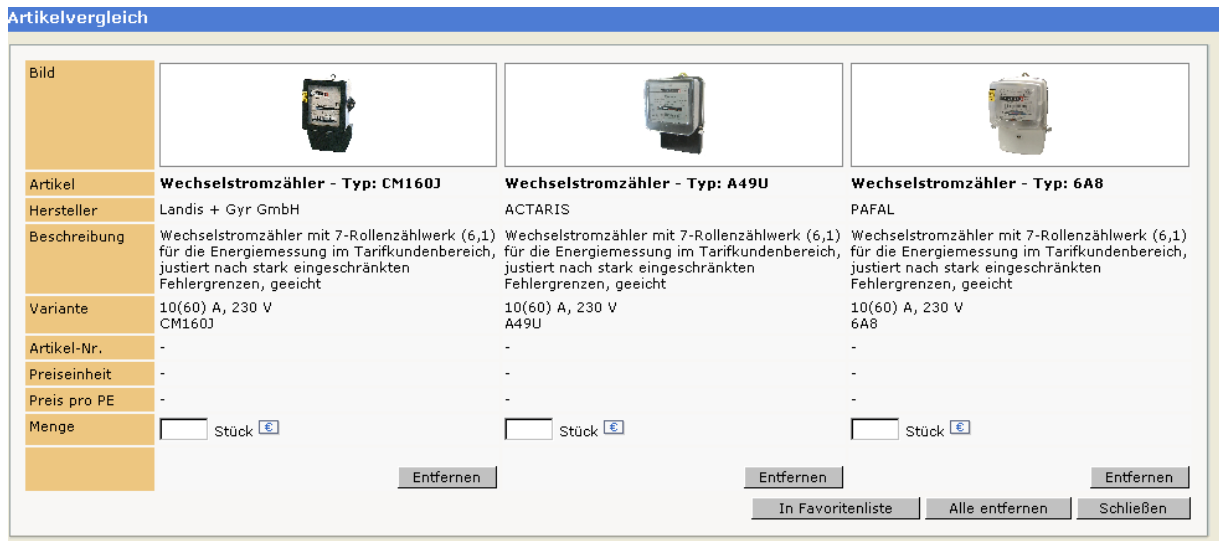 Artikelvergleich
Bild
Artikel Wechselstromzähler - Typ: CM160J Wechselstromzähler - Typ: A49U Wechselstromzähler - Typ: 6A8
Hersteller Landis + Gyr GmbH ACTARIS PAFAL
Beschreibung Wechselstromzähler mit 7-Rollenzählwerk (6,1) Wechselstromzähler mit 7-Rollenzählwerk (6,1) Wechselstromzähler mit 7-Rollenzählwerk (6,1)
für die Energiemessung im Tarifkundenbereich, für die Energiemessung im Tarifkundenbereich, für die Energiemessung im Tarifkundenbereich,
justiert nach stark eingeschränkten justiert nach stark eingeschränkten justiert nach stark eingeschränkten
Fehlergrenzen, geeicht Fehlergrenzen, geeicht Fehlergrenzen, geeicht
Variante 10(60) A, 230 V 10(60) A, 230 V 10(60) A, 230 V
CM160J A49U 6A8
Artikel-Nr. - - -
Preiseinheit - - -
Preis pro PE - - -
Menge Stück € Stück € Stück €
Entfernen Entfernen Entfernen
In Favoritenliste Alle entfernen Schließen